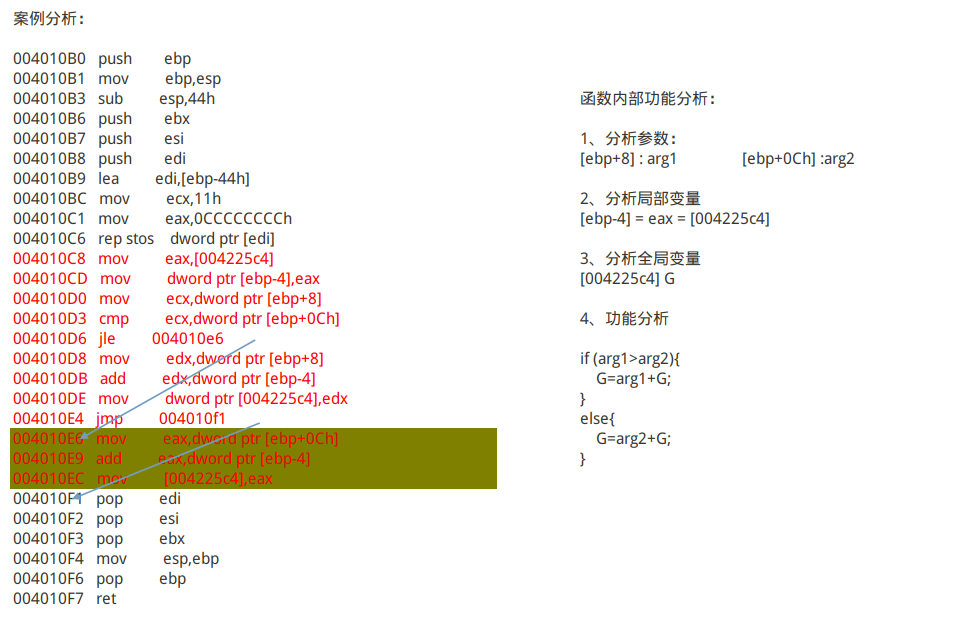 案例分析：
004010B0 push ebp
004010B1 mov ebp,esp
004010B3 sub esp,44h
004010B6 push ebx
004010B7 push esi
004010B8 push edi
004010B9 lea edi,[ebp-44h]
004010BC mov ecx,11h
004010C1 mov eax,0CCCCCCCCh
004010C6 rep stos dword ptr [edi]
004010C8 mov eax,[004225c4]
004010CD mov dword ptr [ebp-4],eax
004010D0 mov ecx,dword ptr [ebp+8]
004010D3 cmp ecx,dword ptr [ebp+0Ch]
004010D6 jle 004010e6
004010D8 mov edx,dword ptr [ebp+8]
004010DB add edx,dword ptr [ebp-4]
004010DE mov dword ptr [004225c4],edx
004010E4 jmp 004010f1
004010E6 mov eax,dword ptr [ebp+0Ch]
004010E9 add eax,dword ptr [ebp-4]
004010EC mov [004225c4],eax
004010F1 pop edi
004010F2 pop esi
004010F3 pop ebx
004010F4 mov esp,ebp
004010F6 pop ebp
004010F7 ret
函数内部功能分析：
1、分析参数：
[ebp+8] : arg1 [ebp+0Ch] :arg2
2、分析局部变量
[ebp-4] = eax = [004225c4]
3、分析全局变量
[004225c4] G
4、功能分析
if (arg1>arg2){
G=arg1+G;
}
else{
G=arg2+G;
}